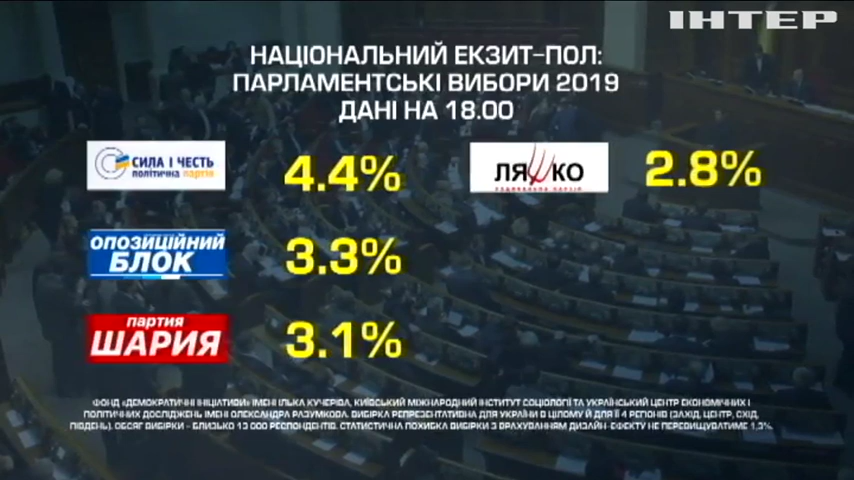 ІНТЕР
НАЦІОНАЛЬНИЙ ЕКЗИТ-ПОЛ:
ПАРЛАМЕНТСЬКІ ВИБОРИ 2019
ДАНІ НА 18.00
СИЛА І ЧЕСТЬ
політична партія
4.4%
ЛЯШКО
РАДИКАЛЬНА ПАРТІЯ
2.8%
ОПОЗИЦІЙНИЙ
БЛОК
3.3%
партия
ШАРИЯ
3.1%
ФОНД «ДЕМОКРАТИЧНІ ІНІЦІАТИВИ» ІМЕНІ ІЛЬКА КУЧЕРІВА, КИЇВСЬКИЙ МІЖНАРОДНИЙ ІНСТИТУТ СОЦІОЛОГІЇ ТА УКРАЇНСЬКИЙ ЦЕНТР ЕКОНОМІЧНИХ І
ПОЛІТИЧНИХ ДОСЛІДЖЕНЬ ІМЕНІ ОЛЕКСАНДРА РАЗУМКОВА. ВИБІРКА РЕПРЕЗЕНТАТИВНА ДЛЯ УКРАЇНИ В ЦІЛОМУ Й ДЛЯ ЇЇ 4 РЕГІОНІВ (ЗАХІД, ЦЕНТР, СХІД,
ПІВДЕНЬ). ОБСЯГ ВИБІРКИ - БЛИЗЬКО 13 000 РЕСПОНДЕНТІВ. СТАТИСТИЧНА ПОХИБКА ВИБІРКИ З ВРАХУВАННЯМ ДИЗАЙН-ЕФЕКТУ НЕ ПЕРЕВИЩУВАТИМЕ 1,3%.